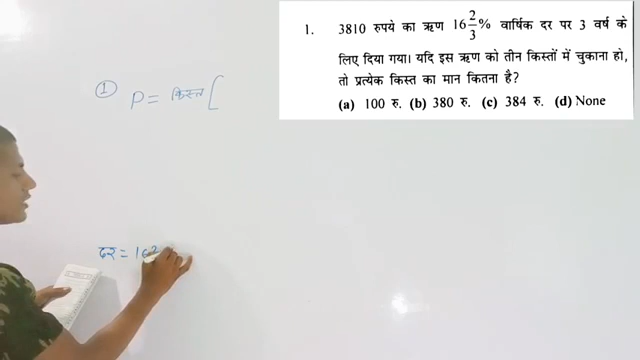 1. 3810 रुपये का ऋण 16 2/3% वार्षिक दर पर 3 वर्ष के
लिए दिया गया। यदि इस ऋण को तीन किस्तों में चुकाना हो,
तो प्रत्येक किस्त का मान कितना है?
(a) 100 रु. (b) 380 रु. (c) 384 रु. (d) None
① P = किस्त [
दर = 16 2